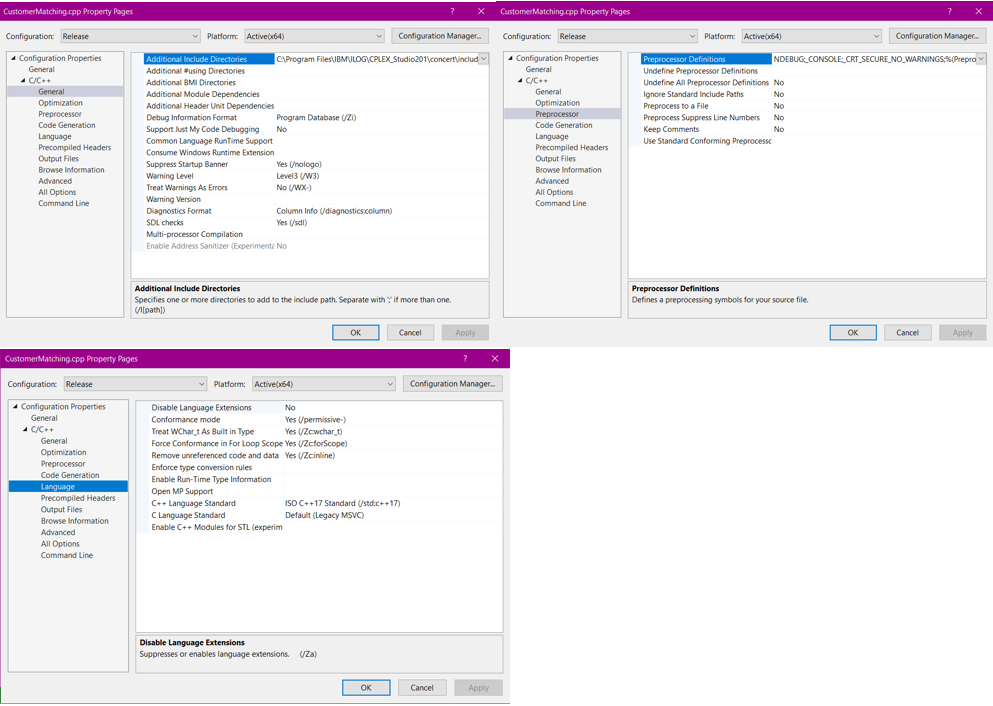 CustomerMatching.cpp Property Pages
? ×
Configuration: Release Platform: Active(x64) Configuration Manager...
Configuration Properties
General
C/C++
General
Optimization
Preprocessor
Code Generation
Language
Precompiled Headers
Output Files
Browse Information
Advanced
All Options
Command Line
Additional Include Directories C:\Program Files\IBM\ILOG\CPLEX_Studio201\concert\includ
Additional #using Directories
Additional BMI Directories
Additional Module Dependencies
Additional Header Unit Dependencies
Debug Information Format Program Database (/Zi)
Support Just My Code Debugging No
Common Language RunTime Support
Consume Windows Runtime Extension
Suppress Startup Banner Yes (/nologo)
Warning Level Level3 (/W3)
Treat Warnings As Errors No (/WX-)
Warning Version
Diagnostics Format Column Info (/diagnostics:column)
SDL checks Yes (/sdl)
Multi-processor Compilation
Enable Address Sanitizer (Experimenta No
Additional Include Directories
Specifies one or more directories to add to the include path. Separate with ';' if more than one.
(/I[path])
OK Cancel Apply
CustomerMatching.cpp Property Pages
? ×
Configuration: Release Platform: Active(x64) Configuration Manager...
Configuration Properties
General
C/C++
General
Optimization
Preprocessor
Code Generation
Language
Precompiled Headers
Output Files
Browse Information
Advanced
All Options
Command Line
Preprocessor Definitions NDEBUG;_CONSOLE;_CRT_SECURE_NO_WARNINGS;%(Prepro
Undefine Preprocessor Definitions
Undefine All Preprocessor Definitions No
Ignore Standard Include Paths No
Preprocess to a File No
Preprocess Suppress Line Numbers No
Keep Comments No
Use Standard Conforming Preprocessc
Preprocessor Definitions
Defines a preprocessing symbols for your source file.
OK Cancel Apply
CustomerMatching.cpp Property Pages
? ×
Configuration: Release Platform: Active(x64) Configuration Manager...
Configuration Properties
General
C/C++
General
Optimization
Preprocessor
Code Generation
Language
Precompiled Headers
Output Files
Browse Information
Advanced
All Options
Command Line
Disable Language Extensions No
Conformance mode Yes (/permissive-)
Treat WChar_t As Built in Type Yes (/Zc:wchar_t)
Force Conformance in For Loop Scope Yes (/Zc:forScope)
Remove unreferenced code and data Yes (/Zc:inline)
Enforce type conversion rules
Enable Run-Time Type Information
Open MP Support
C++ Language Standard ISO C++17 Standard (/std:c++17)
C Language Standard Default (Legacy MSVC)
Enable C++ Modules for STL (experim
Disable Language Extensions
Suppresses or enables language extensions. (/Za)
OK Cancel Apply